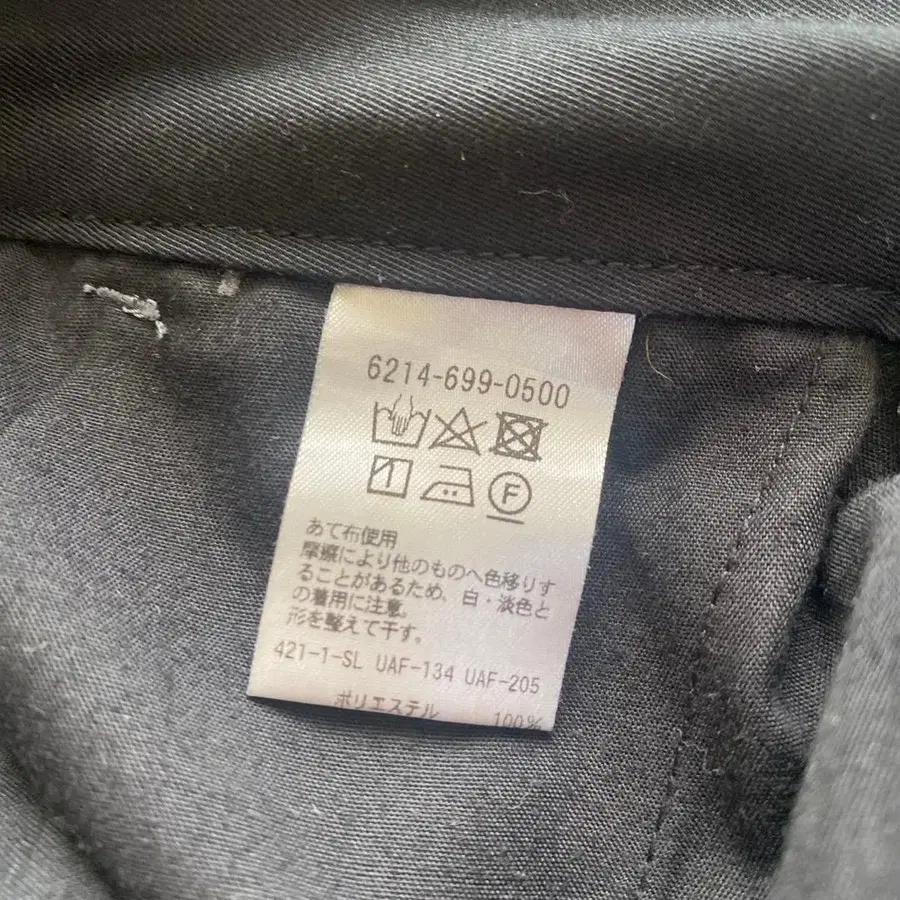 6214-699-0500
F
あて布使用
摩擦により他のものへ色移りす
ることがあるため、白・淡色と
の着用に注意。
形を整えて干す。
421-1-SL UAF-134 UAF-205
ポリエステル 100%